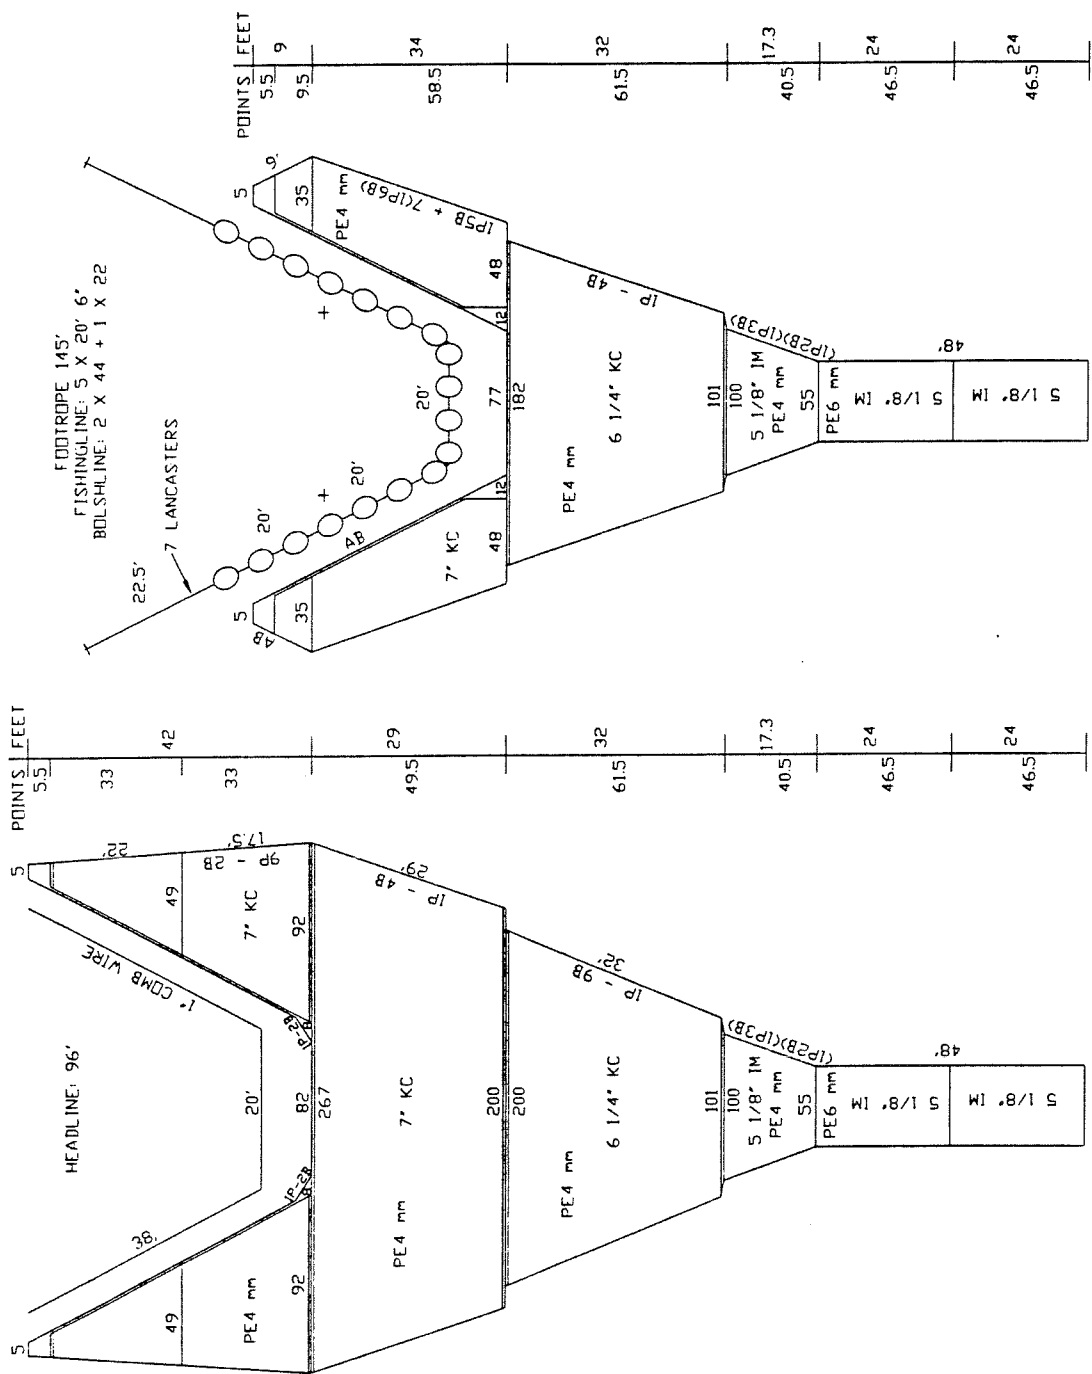 FOOTROPE 145'
FISHINGLINE: 5 X 20' 6"
BOLSHLINE: 2 X 44 + 1 X 22
7 LANCASTERS
22.5'
20'
20'
20'
+
+
AB
AB
5
35
7" KC
48
12
77
182
12
48
5
9'
35
PE4 mm
1P5B + 7(1P6B)
PE4 mm
6 1/4" KC
1P - 4B
101
100
5 1/8" IM
PE4 mm
(1P2B)(1P3B)
55
PE6 mm
5 1/8" IM
5 1/8" IM
48'
POINTS FEET
5.5
9
9.5
58.5
34
61.5
32
40.5
17.3
46.5
24
46.5
24
HEADLINE: 96'
38'
20'
1" COMB WIRE
5
49
PE4 mm
92
1P-2B
8
82
267
1P-2B
8
5
22'
49
7" KC
92
17.5'
9P - 2B
PE4 mm
7" KC
29'
1P - 4B
200
200
PE4 mm
6 1/4" KC
32'
1P - 9B
101
100
5 1/8" IM
PE4 mm
(1P2B)(1P3B)
55
PE6 mm
5 1/8" IM
5 1/8" IM
48'
POINTS FEET
5.5
33
42
33
49.5
29
61.5
32
40.5
17.3
46.5
24
46.5
24